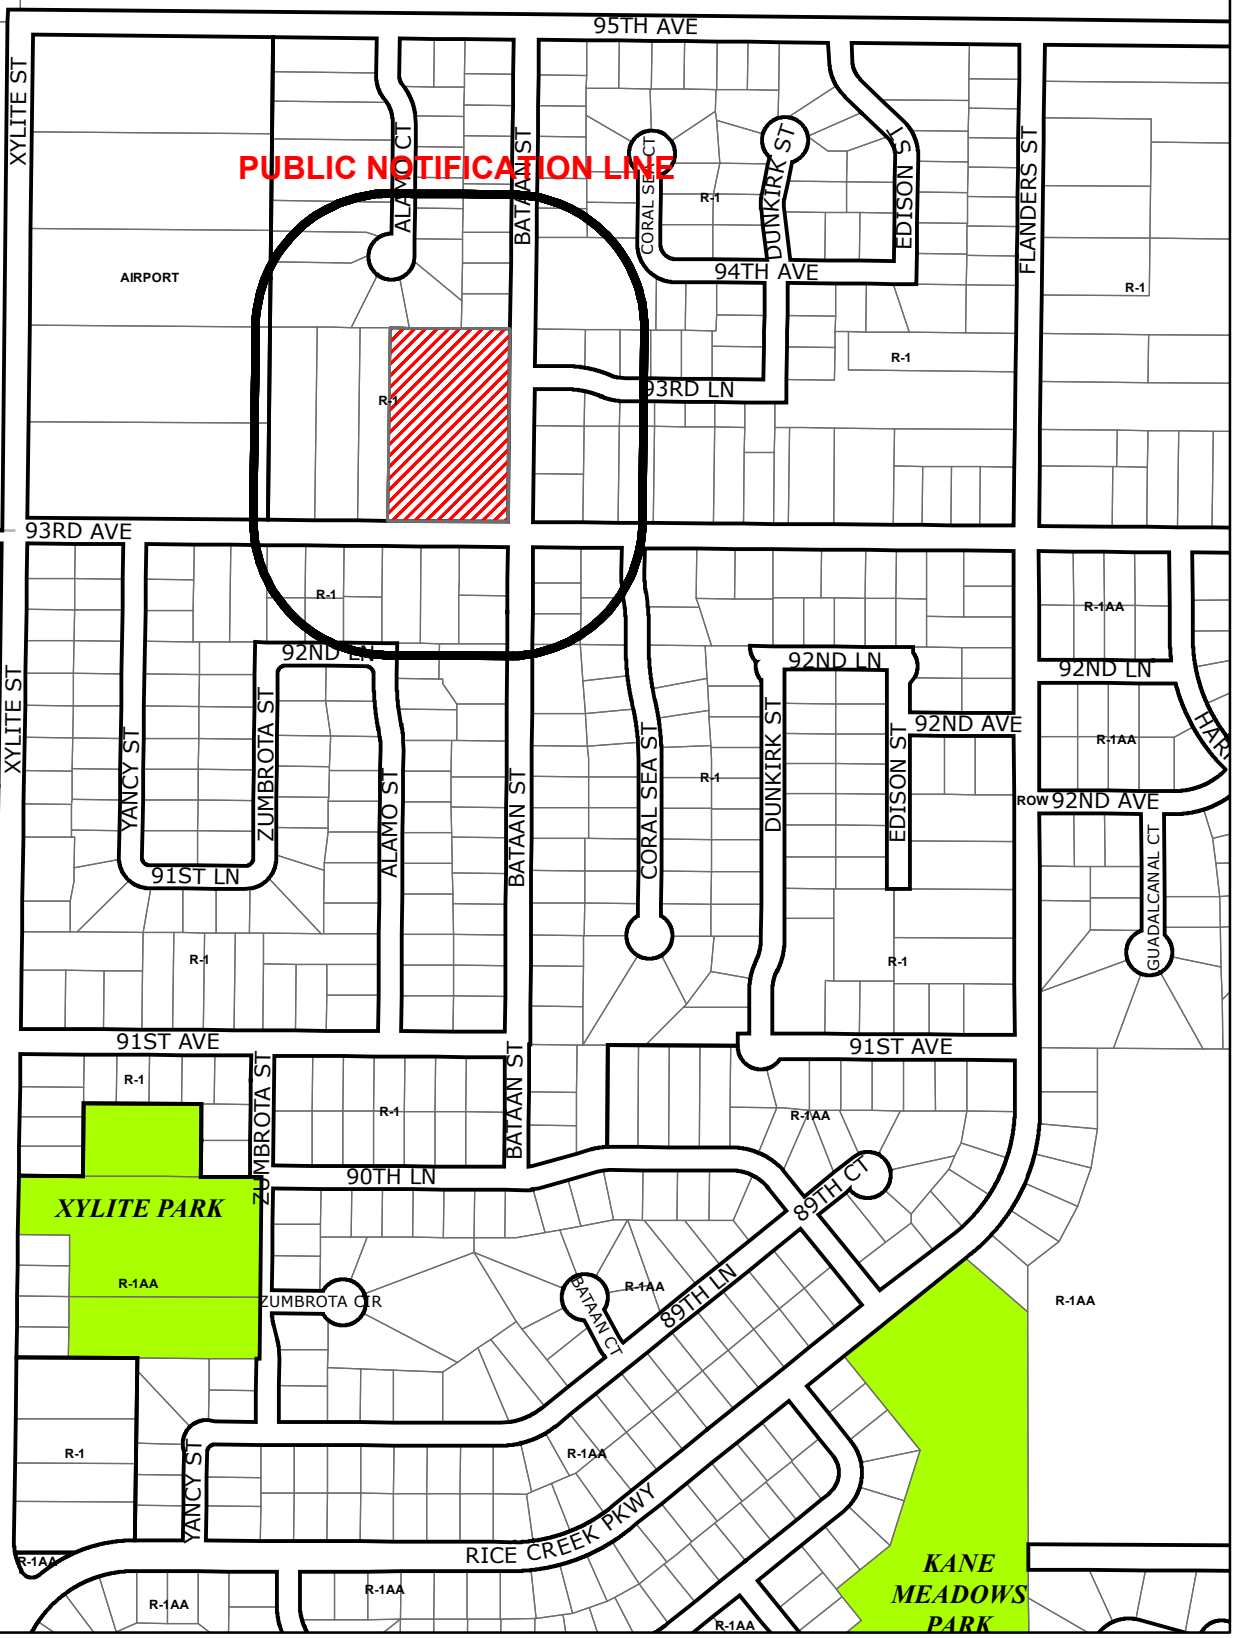 95TH AVE
XYLITE ST
ALAMO CT
BATAAN ST
CORAL SEA CT
DUNKIRK ST
EDISON ST
FLANDERS ST
PUBLIC NOTIFICATION LINE
R-1
94TH AVE
AIRPORT
R-1
R-1
93RD LN
R-1
93RD AVE
R-1
R-1AA
92ND LN
92ND LN
92ND LN
XYLITE ST
YANCY ST
ZUMBROTA ST
ALAMO ST
BATAAN ST
CORAL SEA ST
DUNKIRK ST
EDISON ST
92ND AVE
HAR
R-1AA
R-1
ROW
92ND AVE
GUADALCANAL CT
91ST LN
R-1
R-1
91ST AVE
91ST AVE
ZUMBROTA ST
BATAAN ST
R-1
R-1
R-1AA
90TH LN
89TH CT
XYLITE PARK
R-1AA
ZUMBROTA CIR
BATAAN CT
R-1AA
89TH LN
R-1AA
R-1
YANCY ST
R-1AA
RICE CREEK PKWY
R-1AA
R-1AA
R-1AA
R-1AA
KANE
MEADOWS
PARK